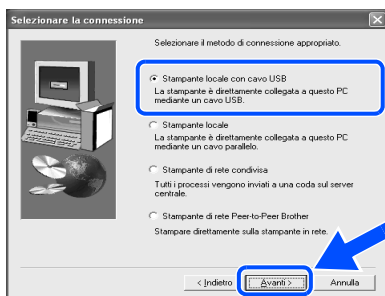 Selezionare la connessione
Selezionare il metodo di connessione appropriato.
Stampante locale con cavo USB
La stampante è direttamente collegata a questo PC
mediante un cavo USB.
Stampante locale
La stampante è direttamente collegata a questo PC
mediante un cavo parallelo.
Stampante di rete condivisa
Tutti i processi vengono inviati a una coda sul server
centrale.
Stampante di rete Peer-to-Peer Brother
Stampare direttamente sulla stampante in rete.
< Indietro
Avanti >
Annulla